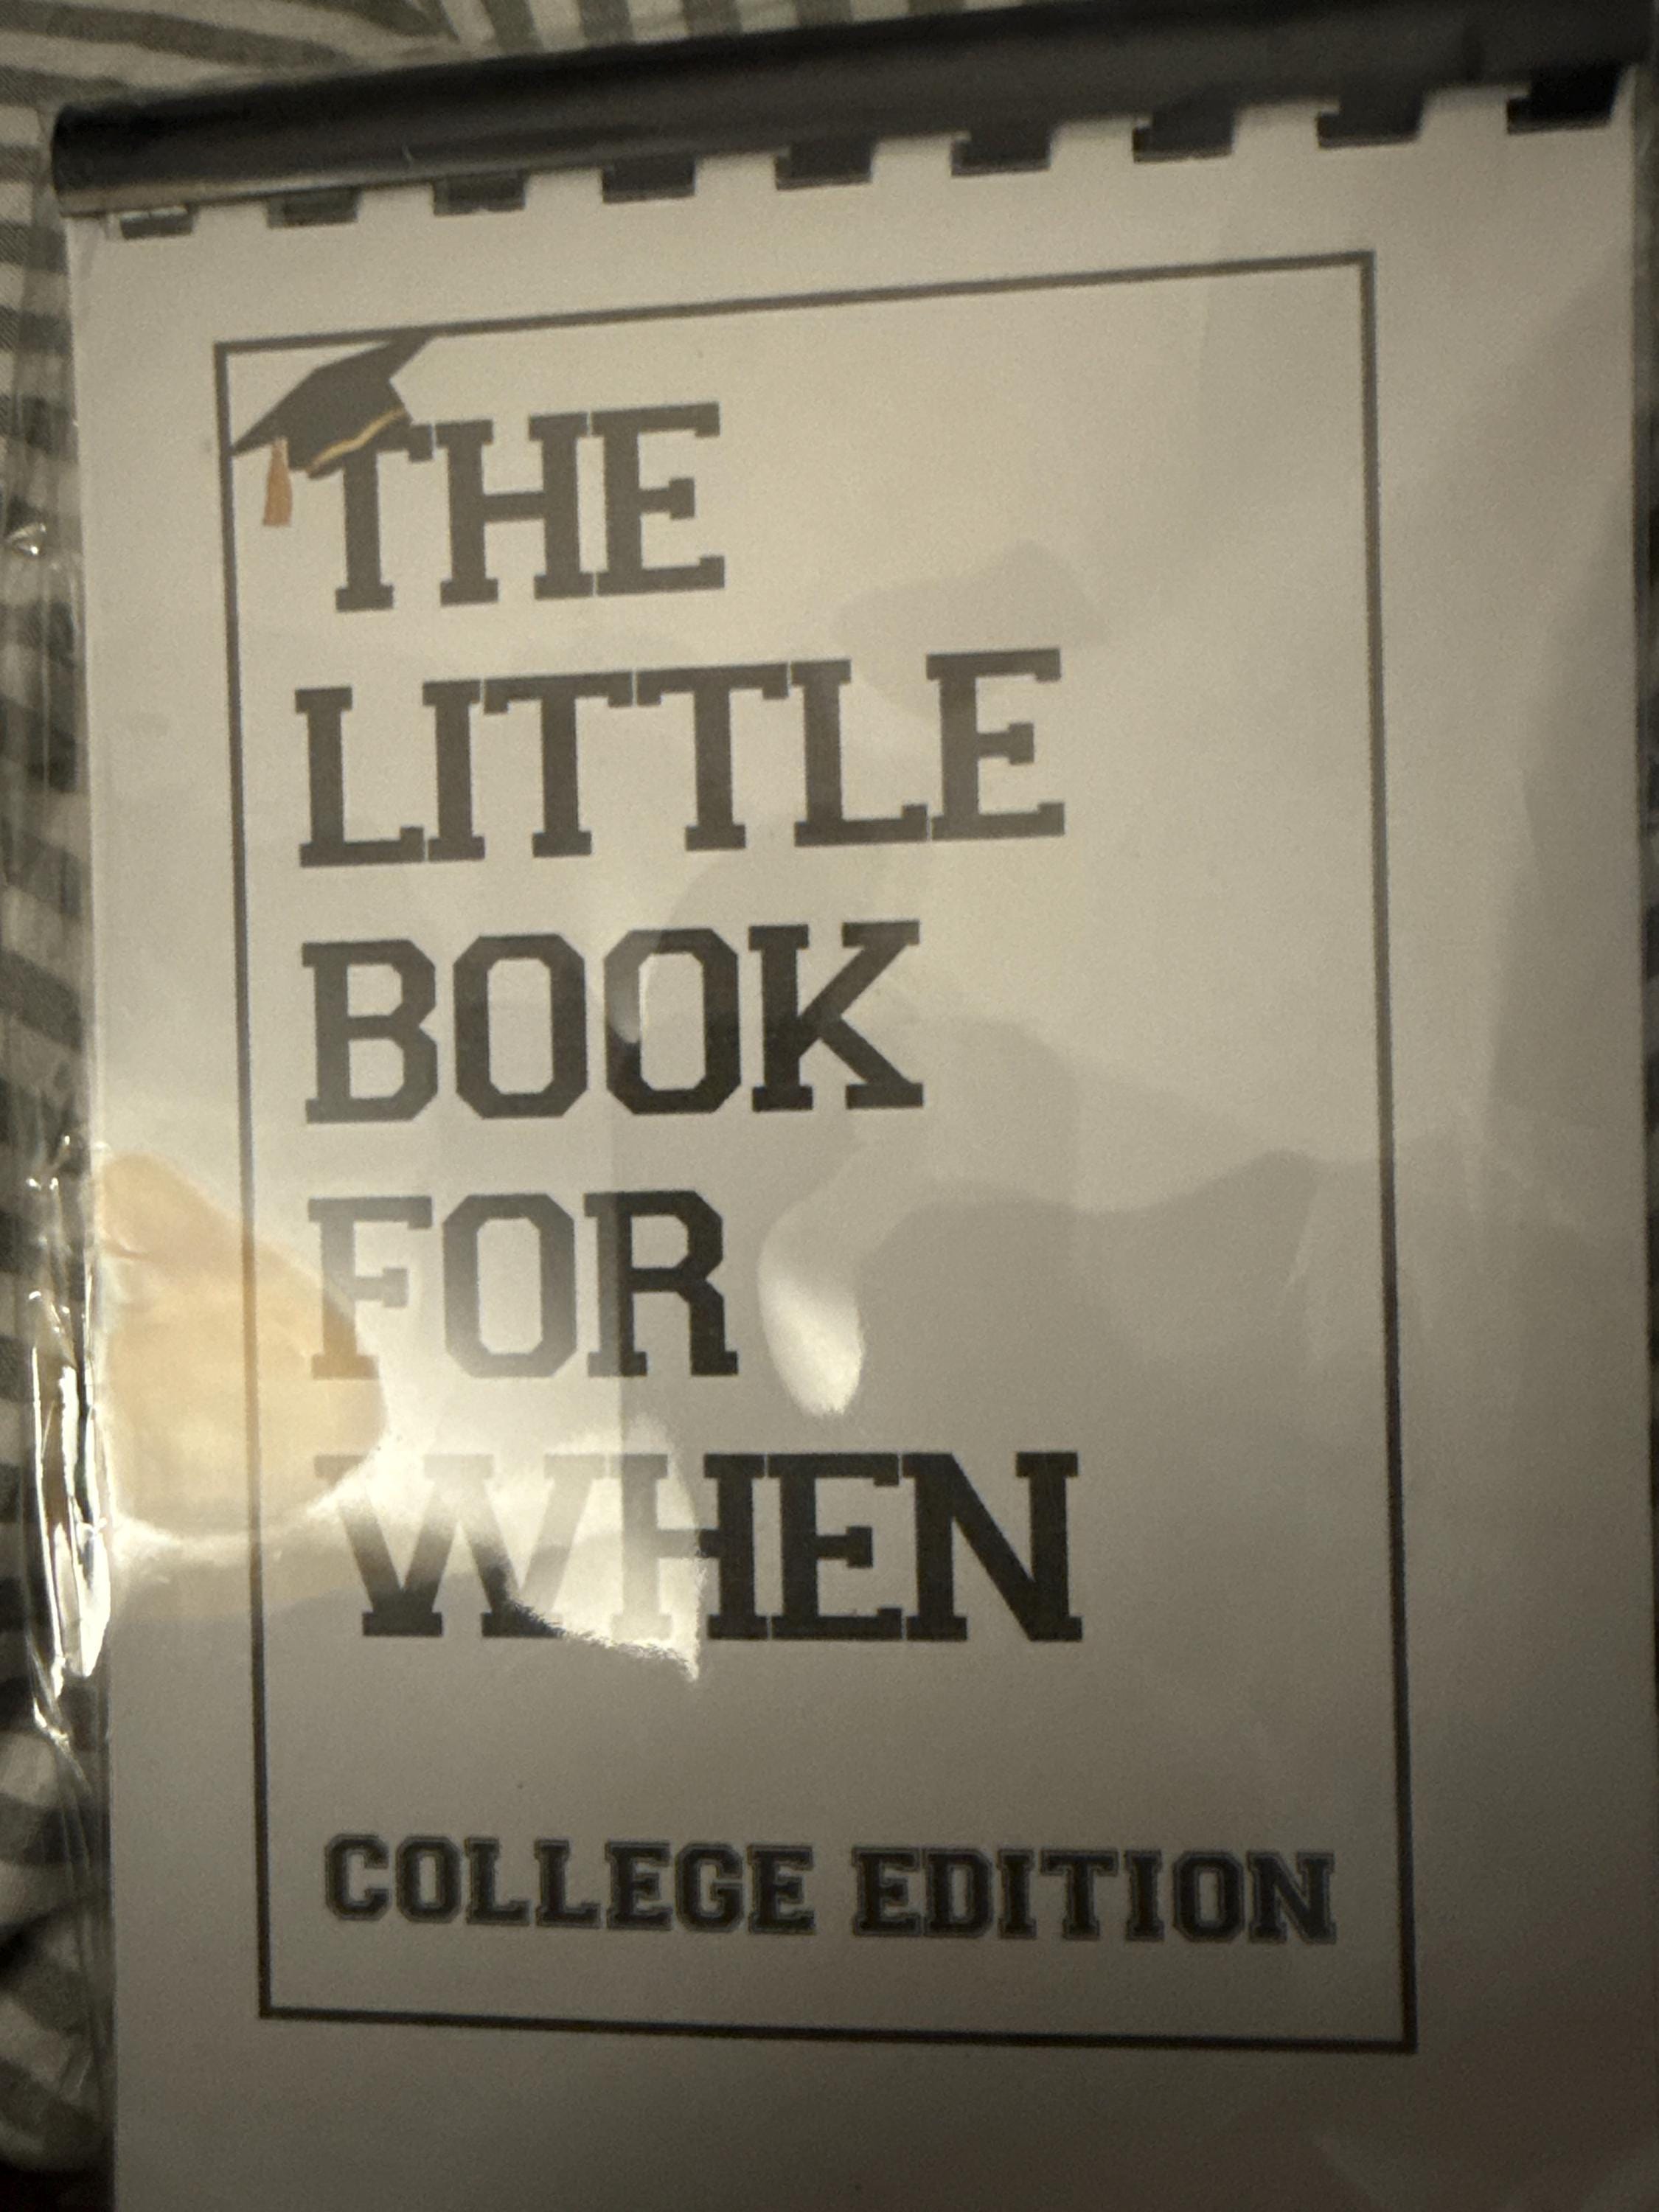 THE
LITTLE
BOOK
FOR
WHEN
COLLEGE EDITION